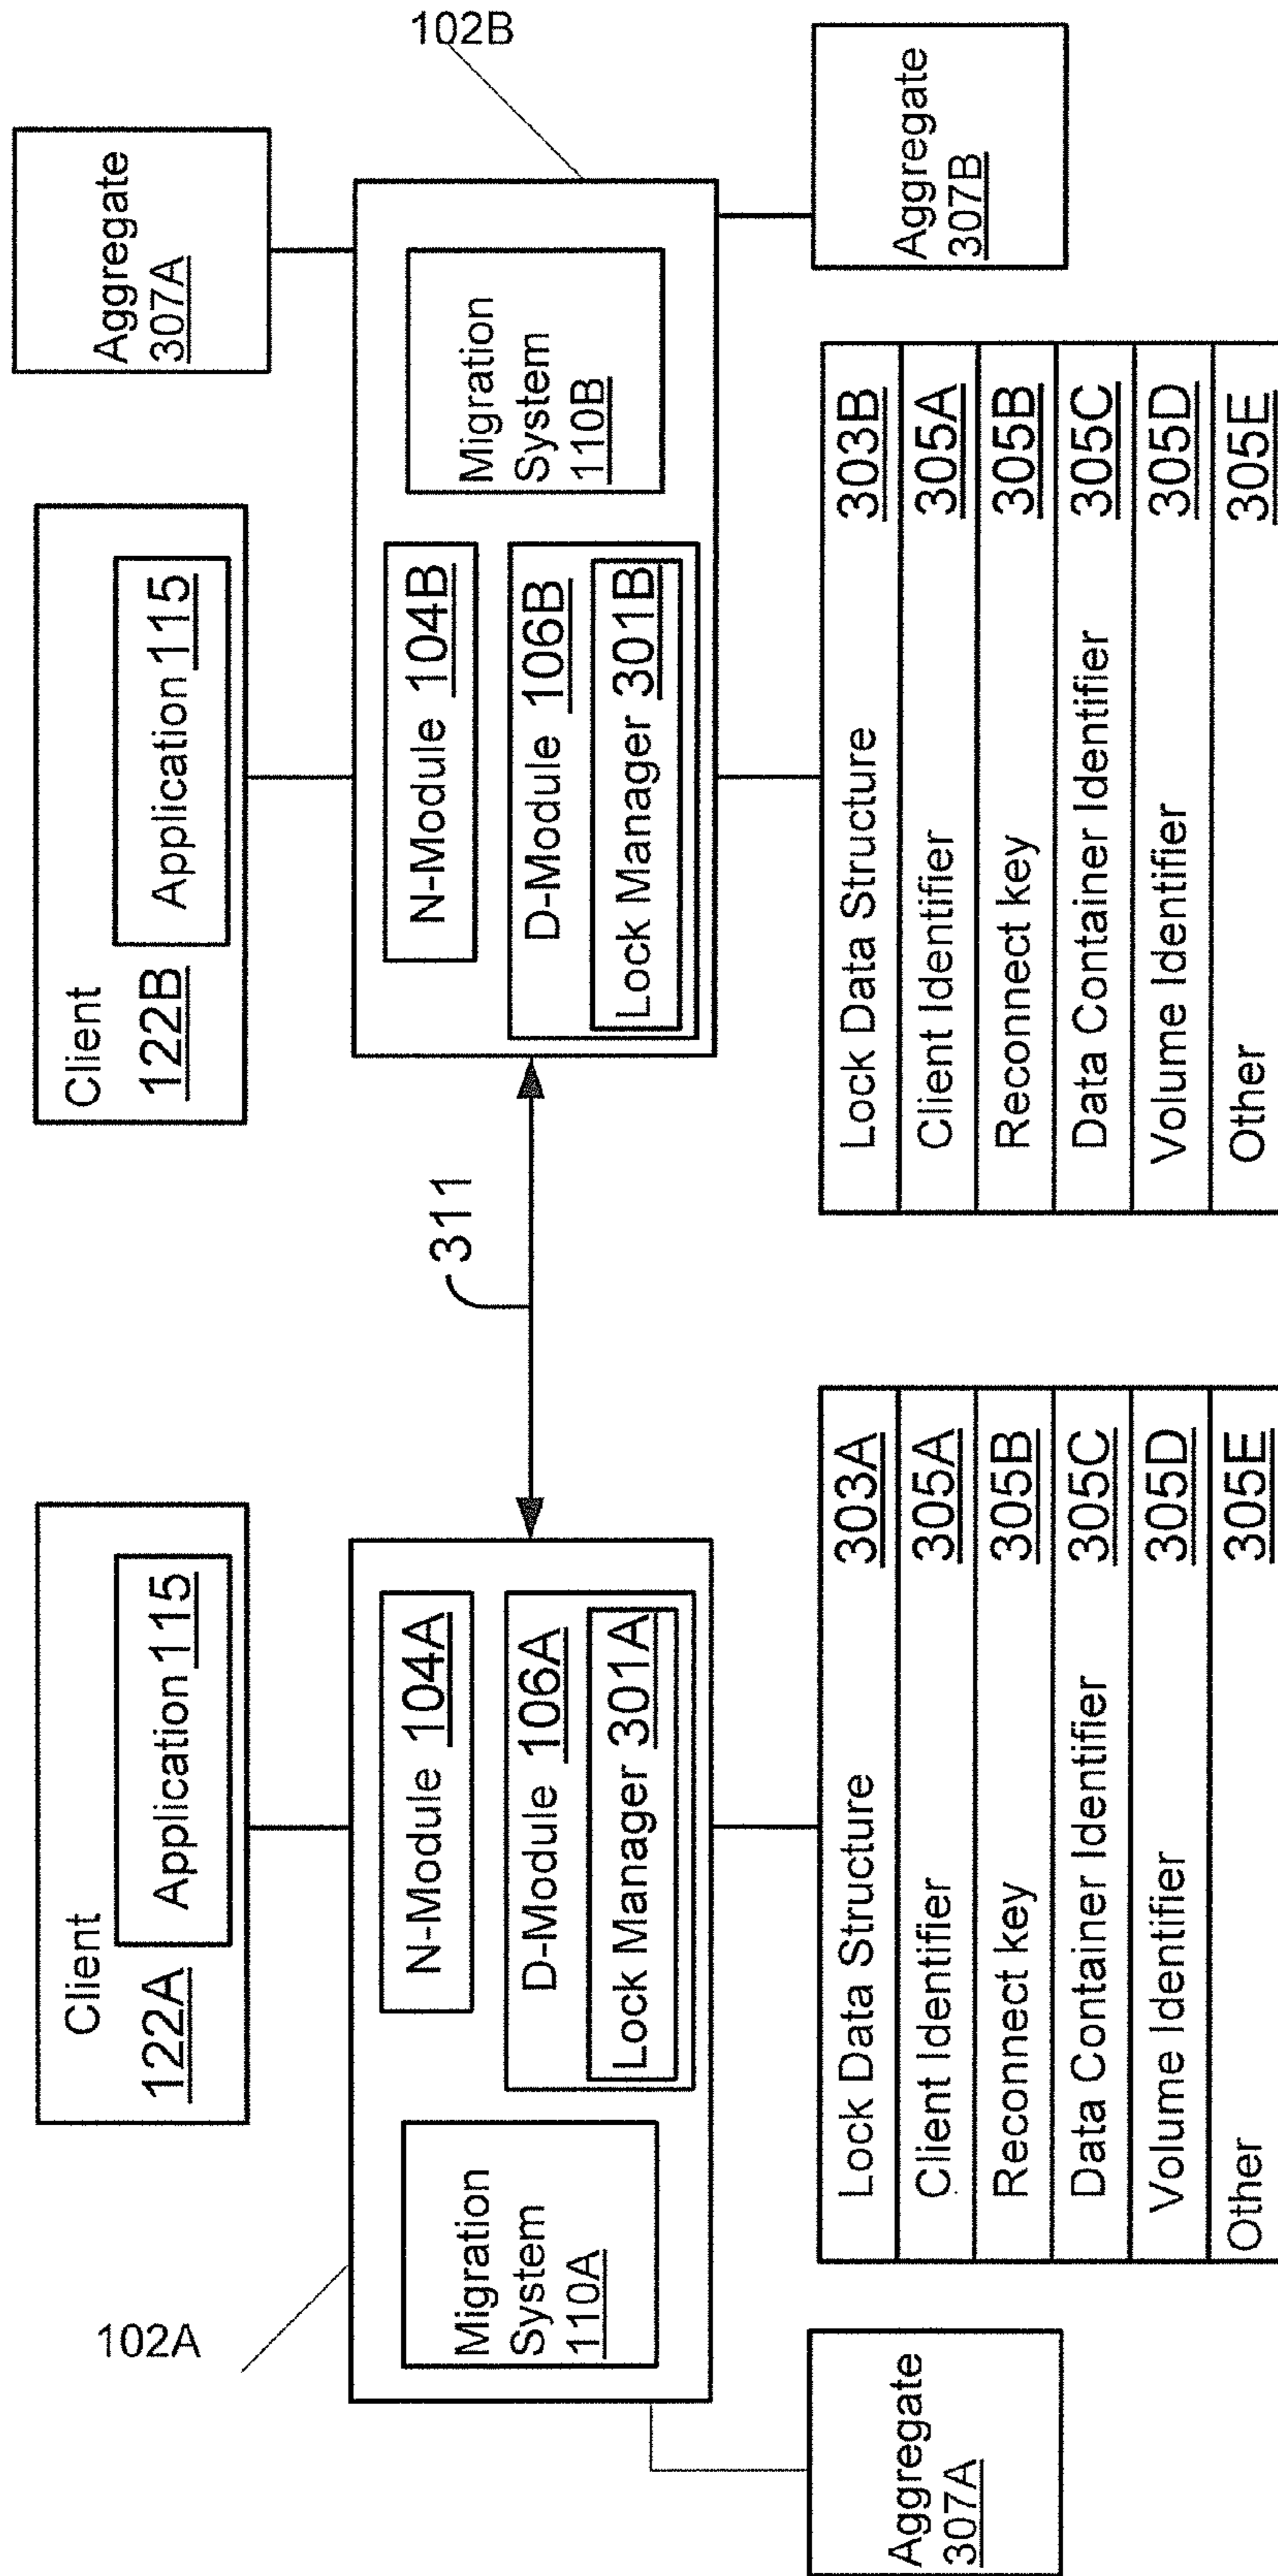 Client
122A
Application 115
102A
Migration
System
110A
N-Module 104A
D-Module 106A
Lock Manager 301A
Aggregate
307A
Lock Data Structure 303A
Client Identifier 305A
Reconnect key 305B
Data Container Identifier 305C
Volume Identifier 305D
Other 305E
311
Client
122B
Application 115
102B
N-Module 104B
D-Module 106B
Lock Manager 301B
Migration
System
110B
Aggregate
307A
Aggregate
307B
Lock Data Structure 303B
Client Identifier 305A
Reconnect key 305B
Data Container Identifier 305C
Volume Identifier 305D
Other 305E